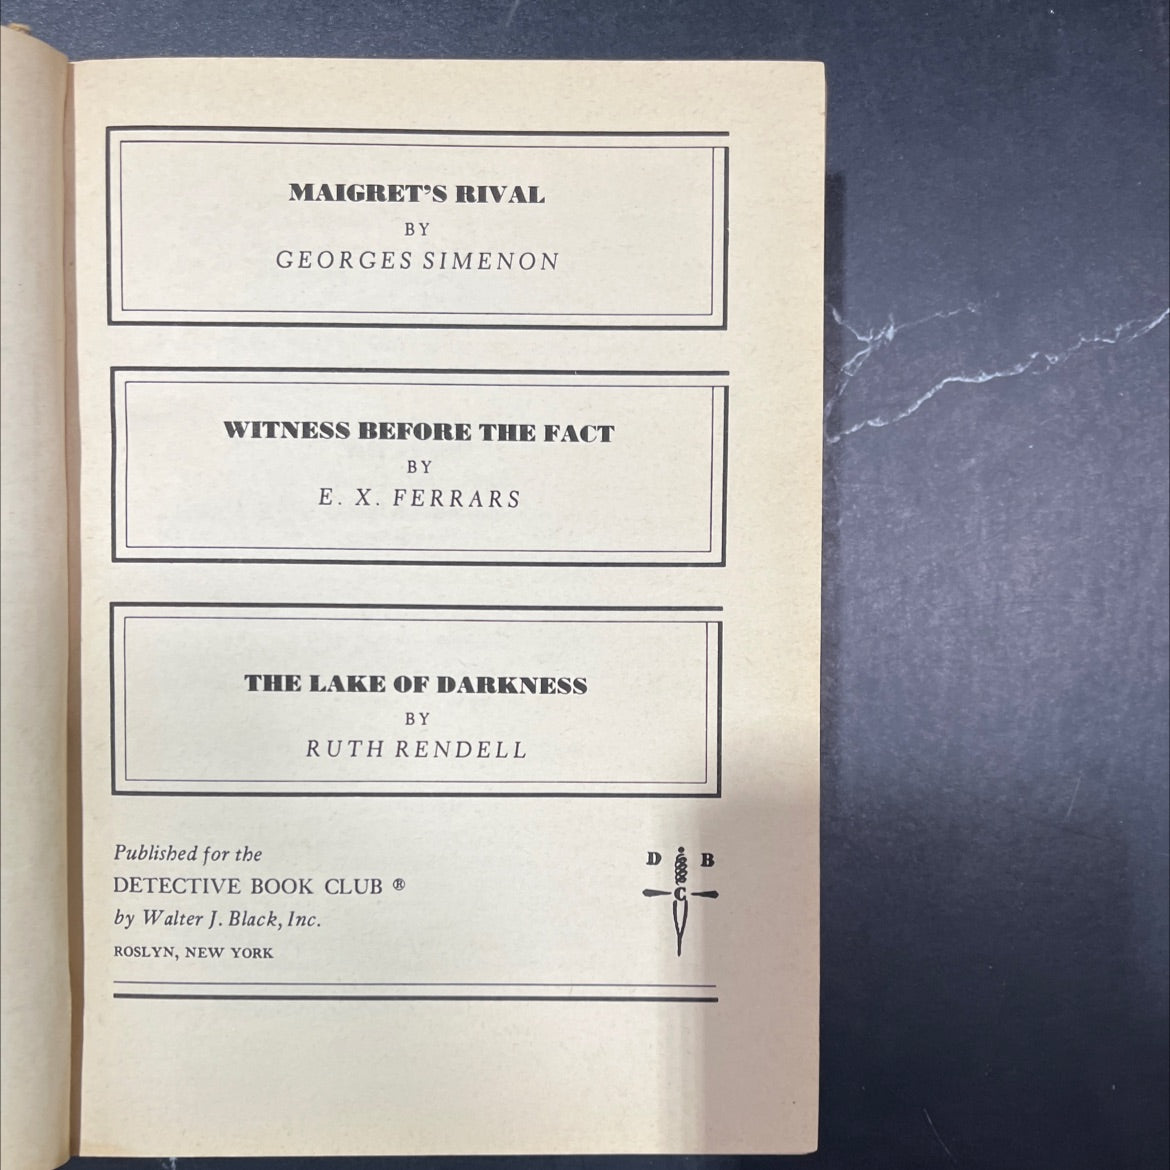 MAIGRET'S RIVAL
BY
GEORGES SIMENON
WITNESS BEFORE THE FACT
BY
E. X. FERRARS
THE LAKE OF DARKNESS
BY
RUTH RENDELL
Published for the
DETECTIVE BOOK CLUB ®
by Walter J. Black, Inc.
ROSLYN, NEW YORK
D B
C